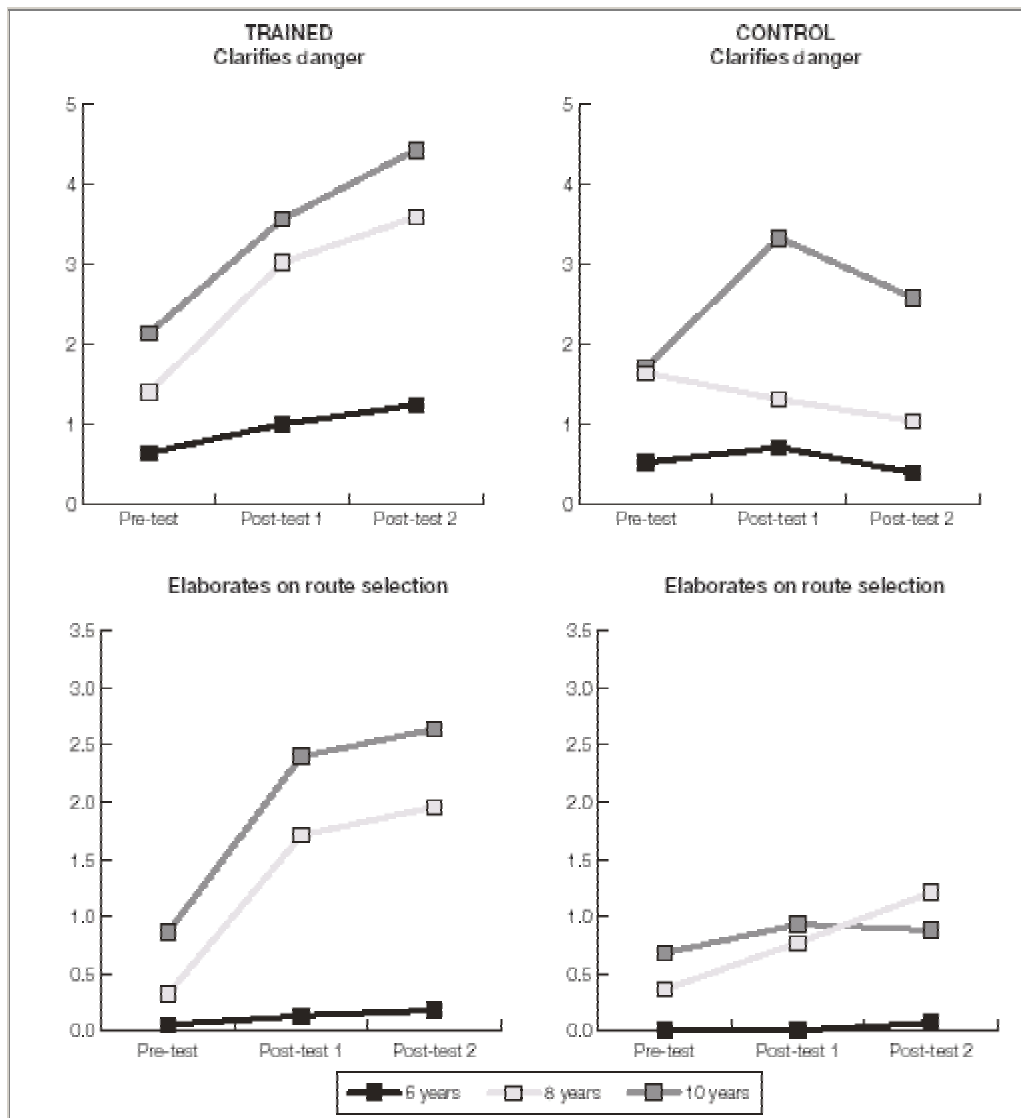 TRAINED
Clarifies danger
CONTROL
Clarifies danger
5
4
3
2
1
0
Pre-test Post-test 1 Post-test 2
5
4
3
2
1
0
Pre-test Post-test 1 Post-test 2
Elaborates on route selection
Elaborates on route selection
3.5
3.0
2.5
2.0
1.5
1.0
0.5
0.0
Pre-test Post-test 1 Post-test 2
3.5
3.0
2.5
2.0
1.5
1.0
0.5
0.0
Pre-test Post-test 1 Post-test 2
6 years 8 years 10 years